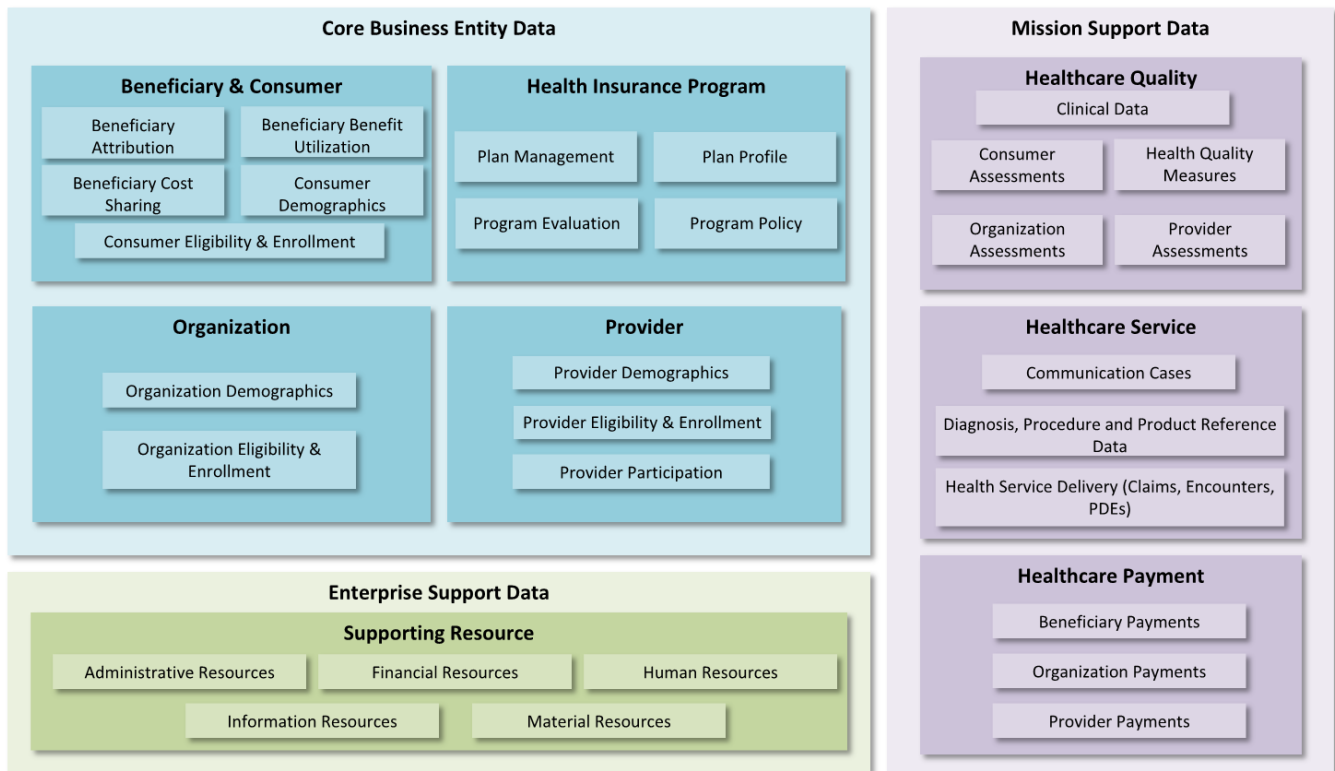 Core Business Entity Data
Beneficiary & Consumer
Beneficiary
Attribution
Beneficiary Benefit
Utilization
Beneficiary Cost
Sharing
Consumer
Demographics
Consumer Eligibility & Enrollment
Health Insurance Program
Plan Management
Plan Profile
Program Evaluation
Program Policy
Organization
Organization Demographics
Organization Eligibility &
Enrollment
Provider
Provider Demographics
Provider Eligibility & Enrollment
Provider Participation
Enterprise Support Data
Supporting Resource
Administrative Resources
Financial Resources
Human Resources
Information Resources
Material Resources
Mission Support Data
Healthcare Quality
Clinical Data
Consumer
Assessments
Health Quality
Measures
Organization
Assessments
Provider
Assessments
Healthcare Service
Communication Cases
Diagnosis, Procedure and Product Reference
Data
Health Service Delivery (Claims, Encounters,
PDEs)
Healthcare Payment
Beneficiary Payments
Organization Payments
Provider Payments